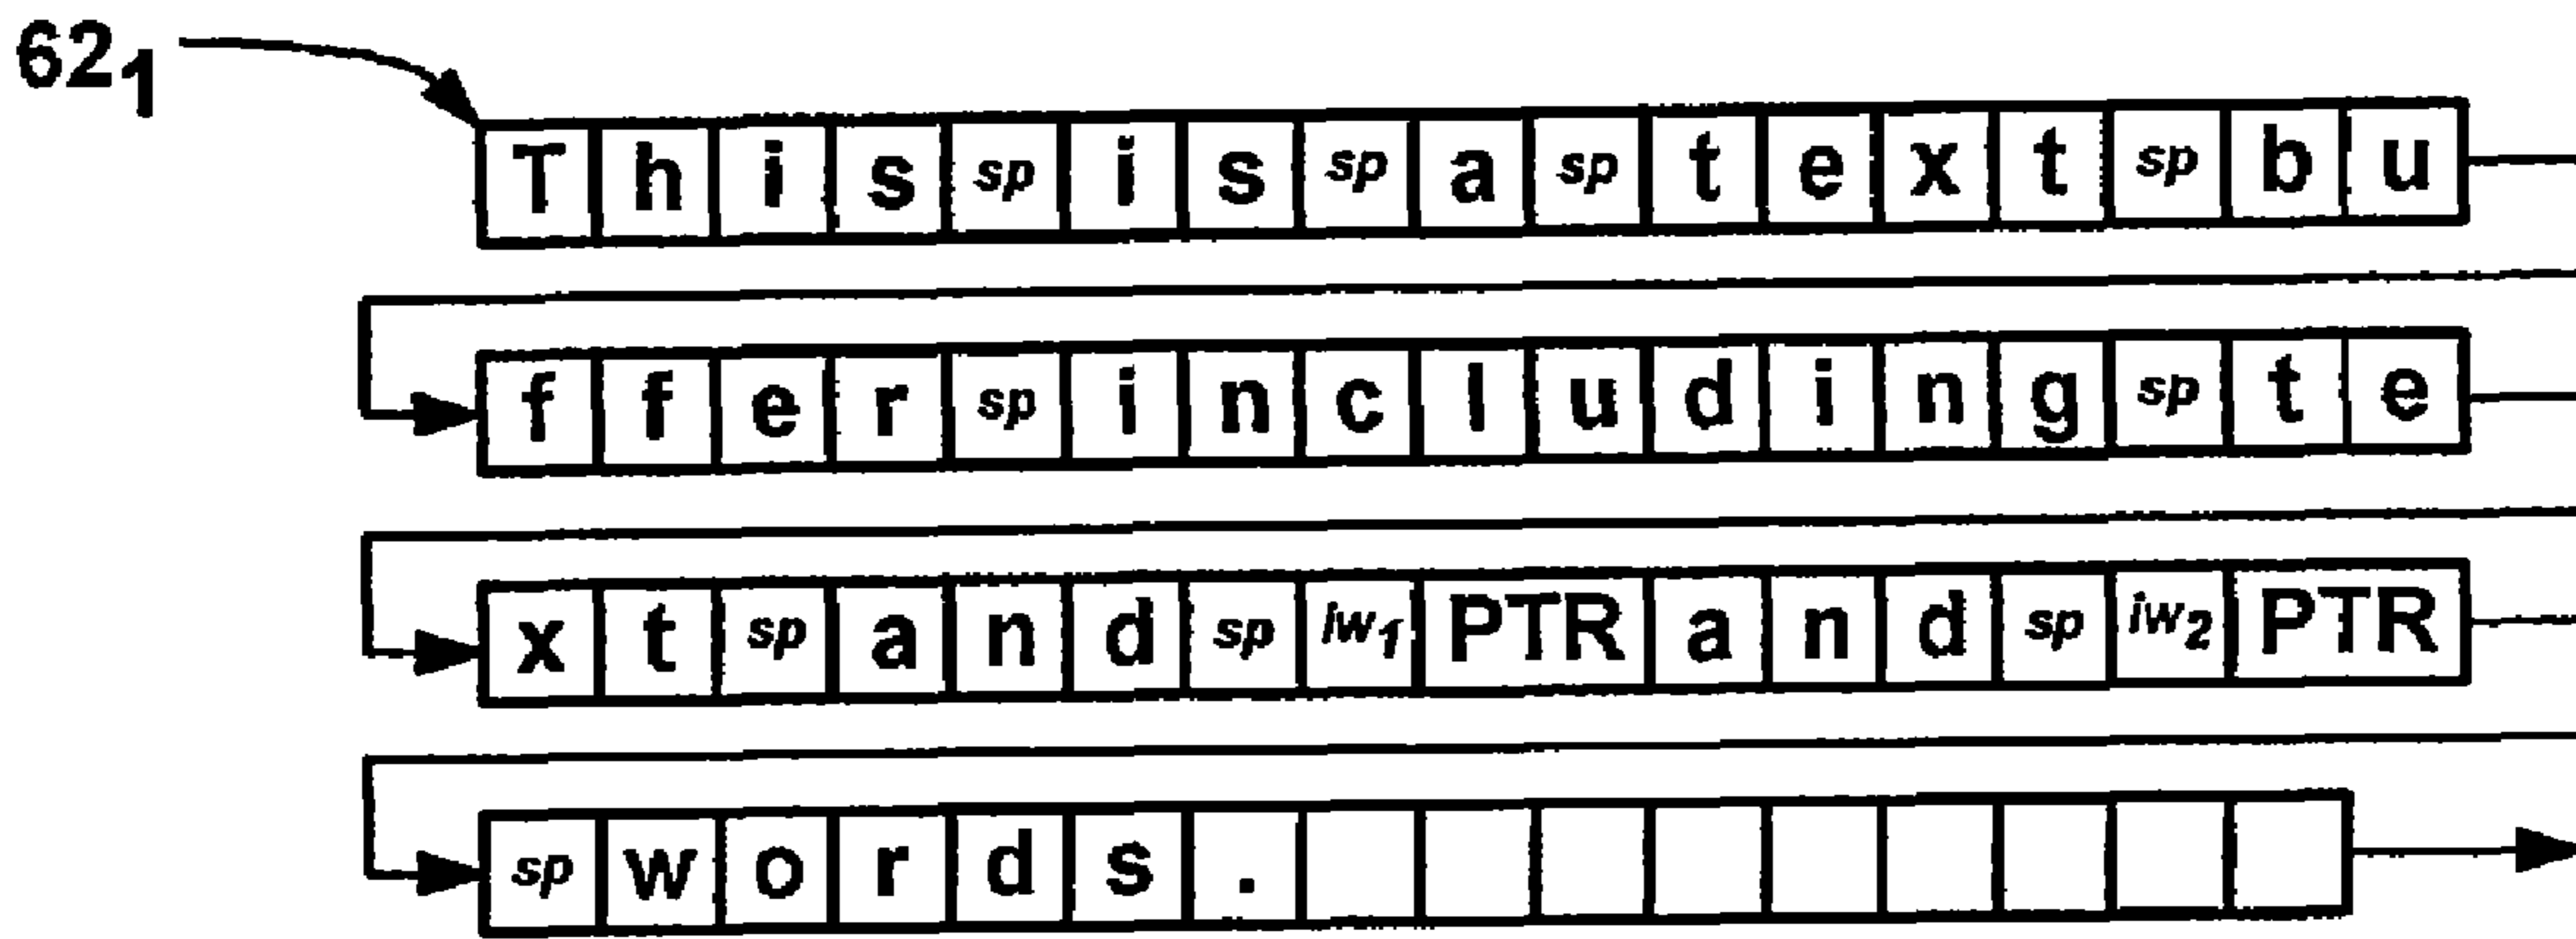 62₁
T h i s sp i s sp a sp t e x t sp b u
f f e r sp i n c l u d i n g sp t e
x t sp a n d sp iw₁ PTR a n d sp iw₂ PTR
sp w o r d s .